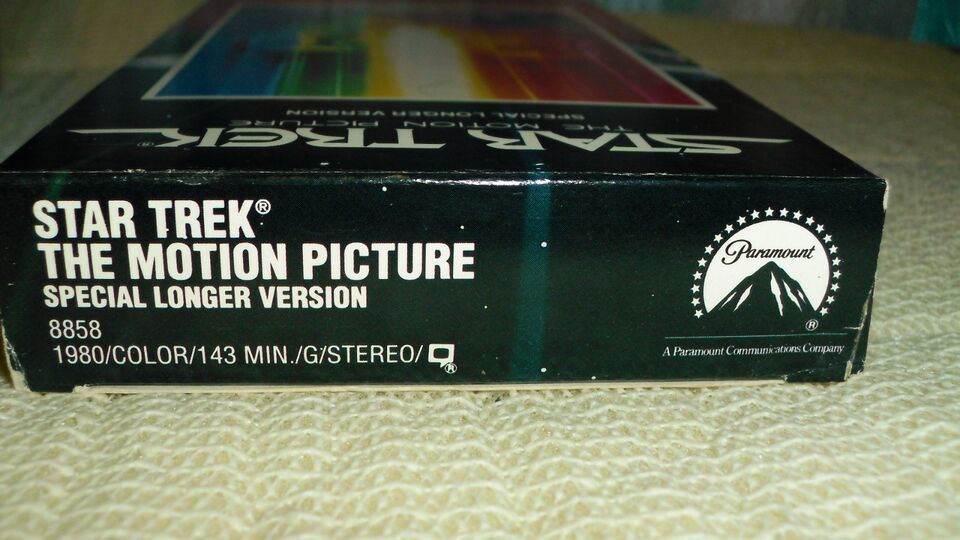 SPECIAL LONGER VERSION
THE MOTION PICTURE
STAR TREK®
STAR TREK®
THE MOTION PICTURE
SPECIAL LONGER VERSION
8858
1980/COLOR/143 MIN./G/STEREO/ ®
Paramount
®
A Paramount Communications Company